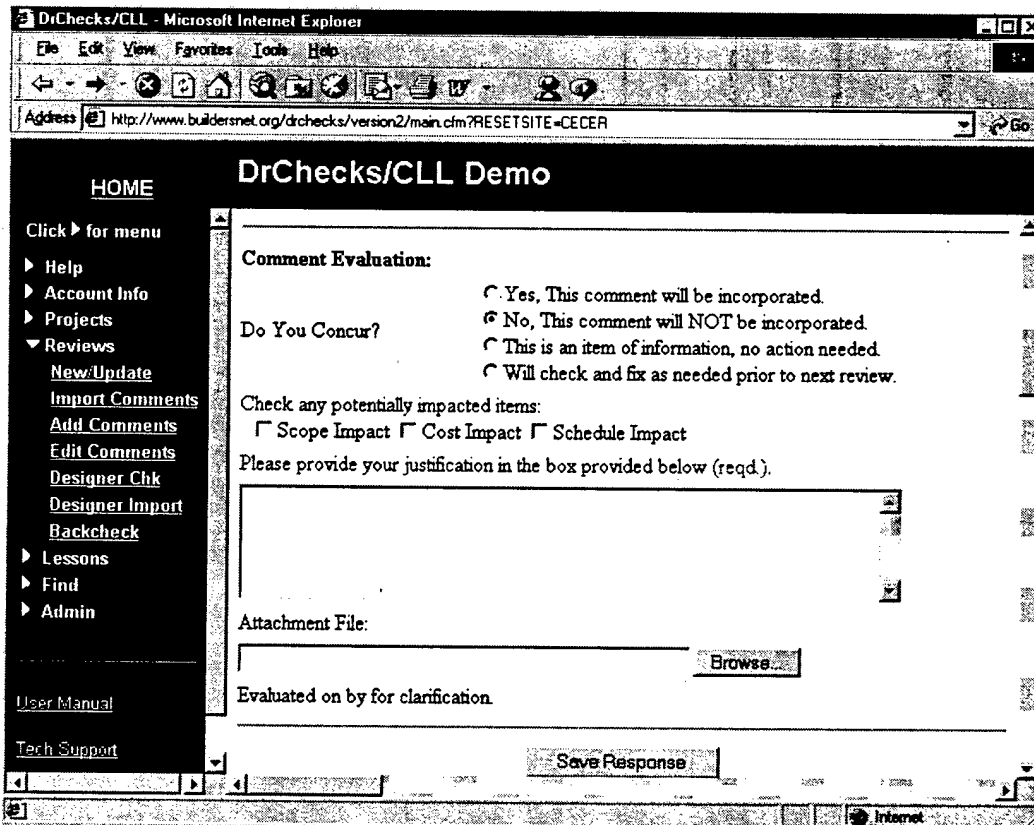 DrChecks/CLL - Microsoft Internet Explorer
File Edit View Favorites Tools Help
Address http://www.buildersnet.org/drchecks/version2/main.cfm?RESETSITE=CECER Go
HOME
DrChecks/CLL Demo
Click for menu
Help
Account Info
Projects
Reviews
New/Update
Import Comments
Add Comments
Edit Comments
Designer Chk
Designer Import
Backcheck
Lessons
Find
Admin
User Manual
Tech Support
Comment Evaluation:
Do You Concur?
Yes, This comment will be incorporated.
No, This comment will NOT be incorporated.
This is an item of information, no action needed.
Will check and fix as needed prior to next review.
Check any potentially impacted items:
Scope Impact Cost Impact Schedule Impact
Please provide your justification in the box provided below (reqd.).
Attachment File:
Browse...
Evaluated on by for clarification.
Save Response
Internet